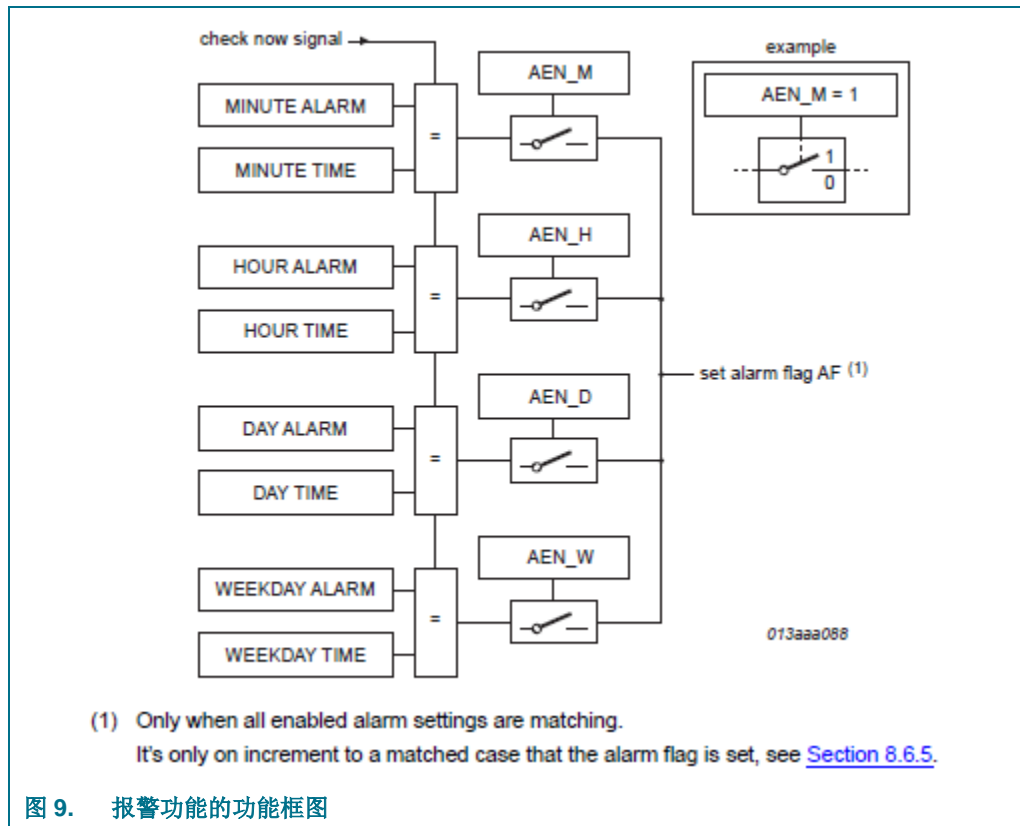 check now signal
example
AEN_M
AEN_M = 1
MINUTE ALARM
=
1
MINUTE TIME
0
AEN_H
HOUR ALARM
=
HOUR TIME
set alarm flag AF (1)
AEN_D
DAY ALARM
=
DAY TIME
AEN_W
WEEKDAY ALARM
=
WEEKDAY TIME
013aaa088
(1) Only when all enabled alarm settings are matching.
It's only on increment to a matched case that the alarm flag is set, see Section 8.6.5.
图 9. 报警功能的功能框图